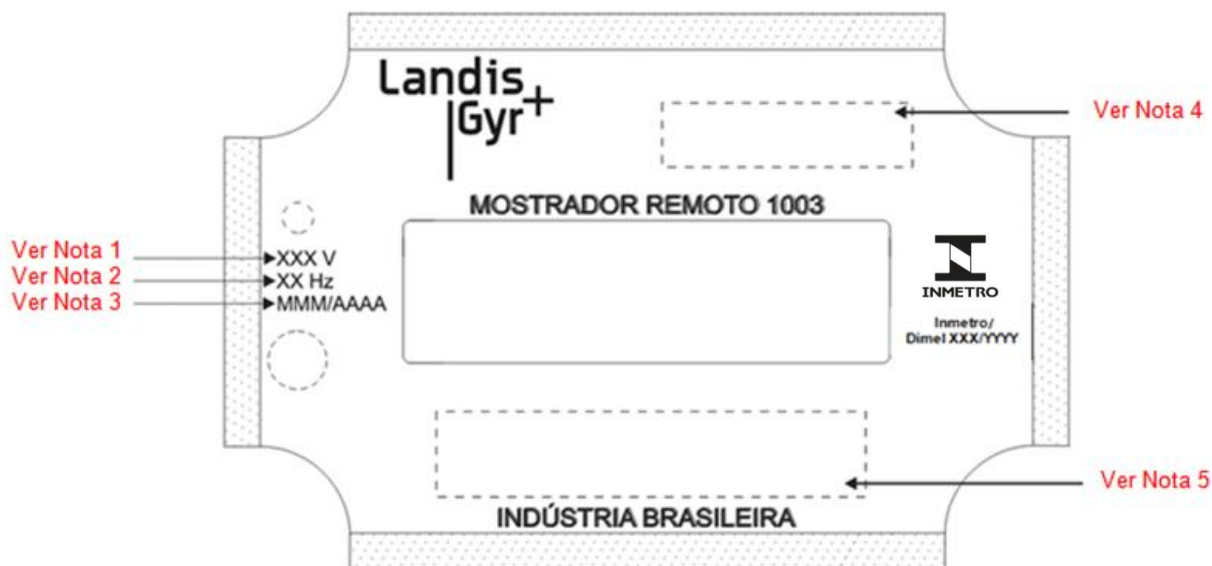 Landis
Gyr+
Ver Nota 4
MOSTRADOR REMOTO 1003
Ver Nota 1
XXX V
Ver Nota 2
XX Hz
Ver Nota 3
MMM/AAAA
INMETRO
Inmetro/
Dimel XXX/YYYY
Ver Nota 5
INDÚSTRIA BRASILEIRA